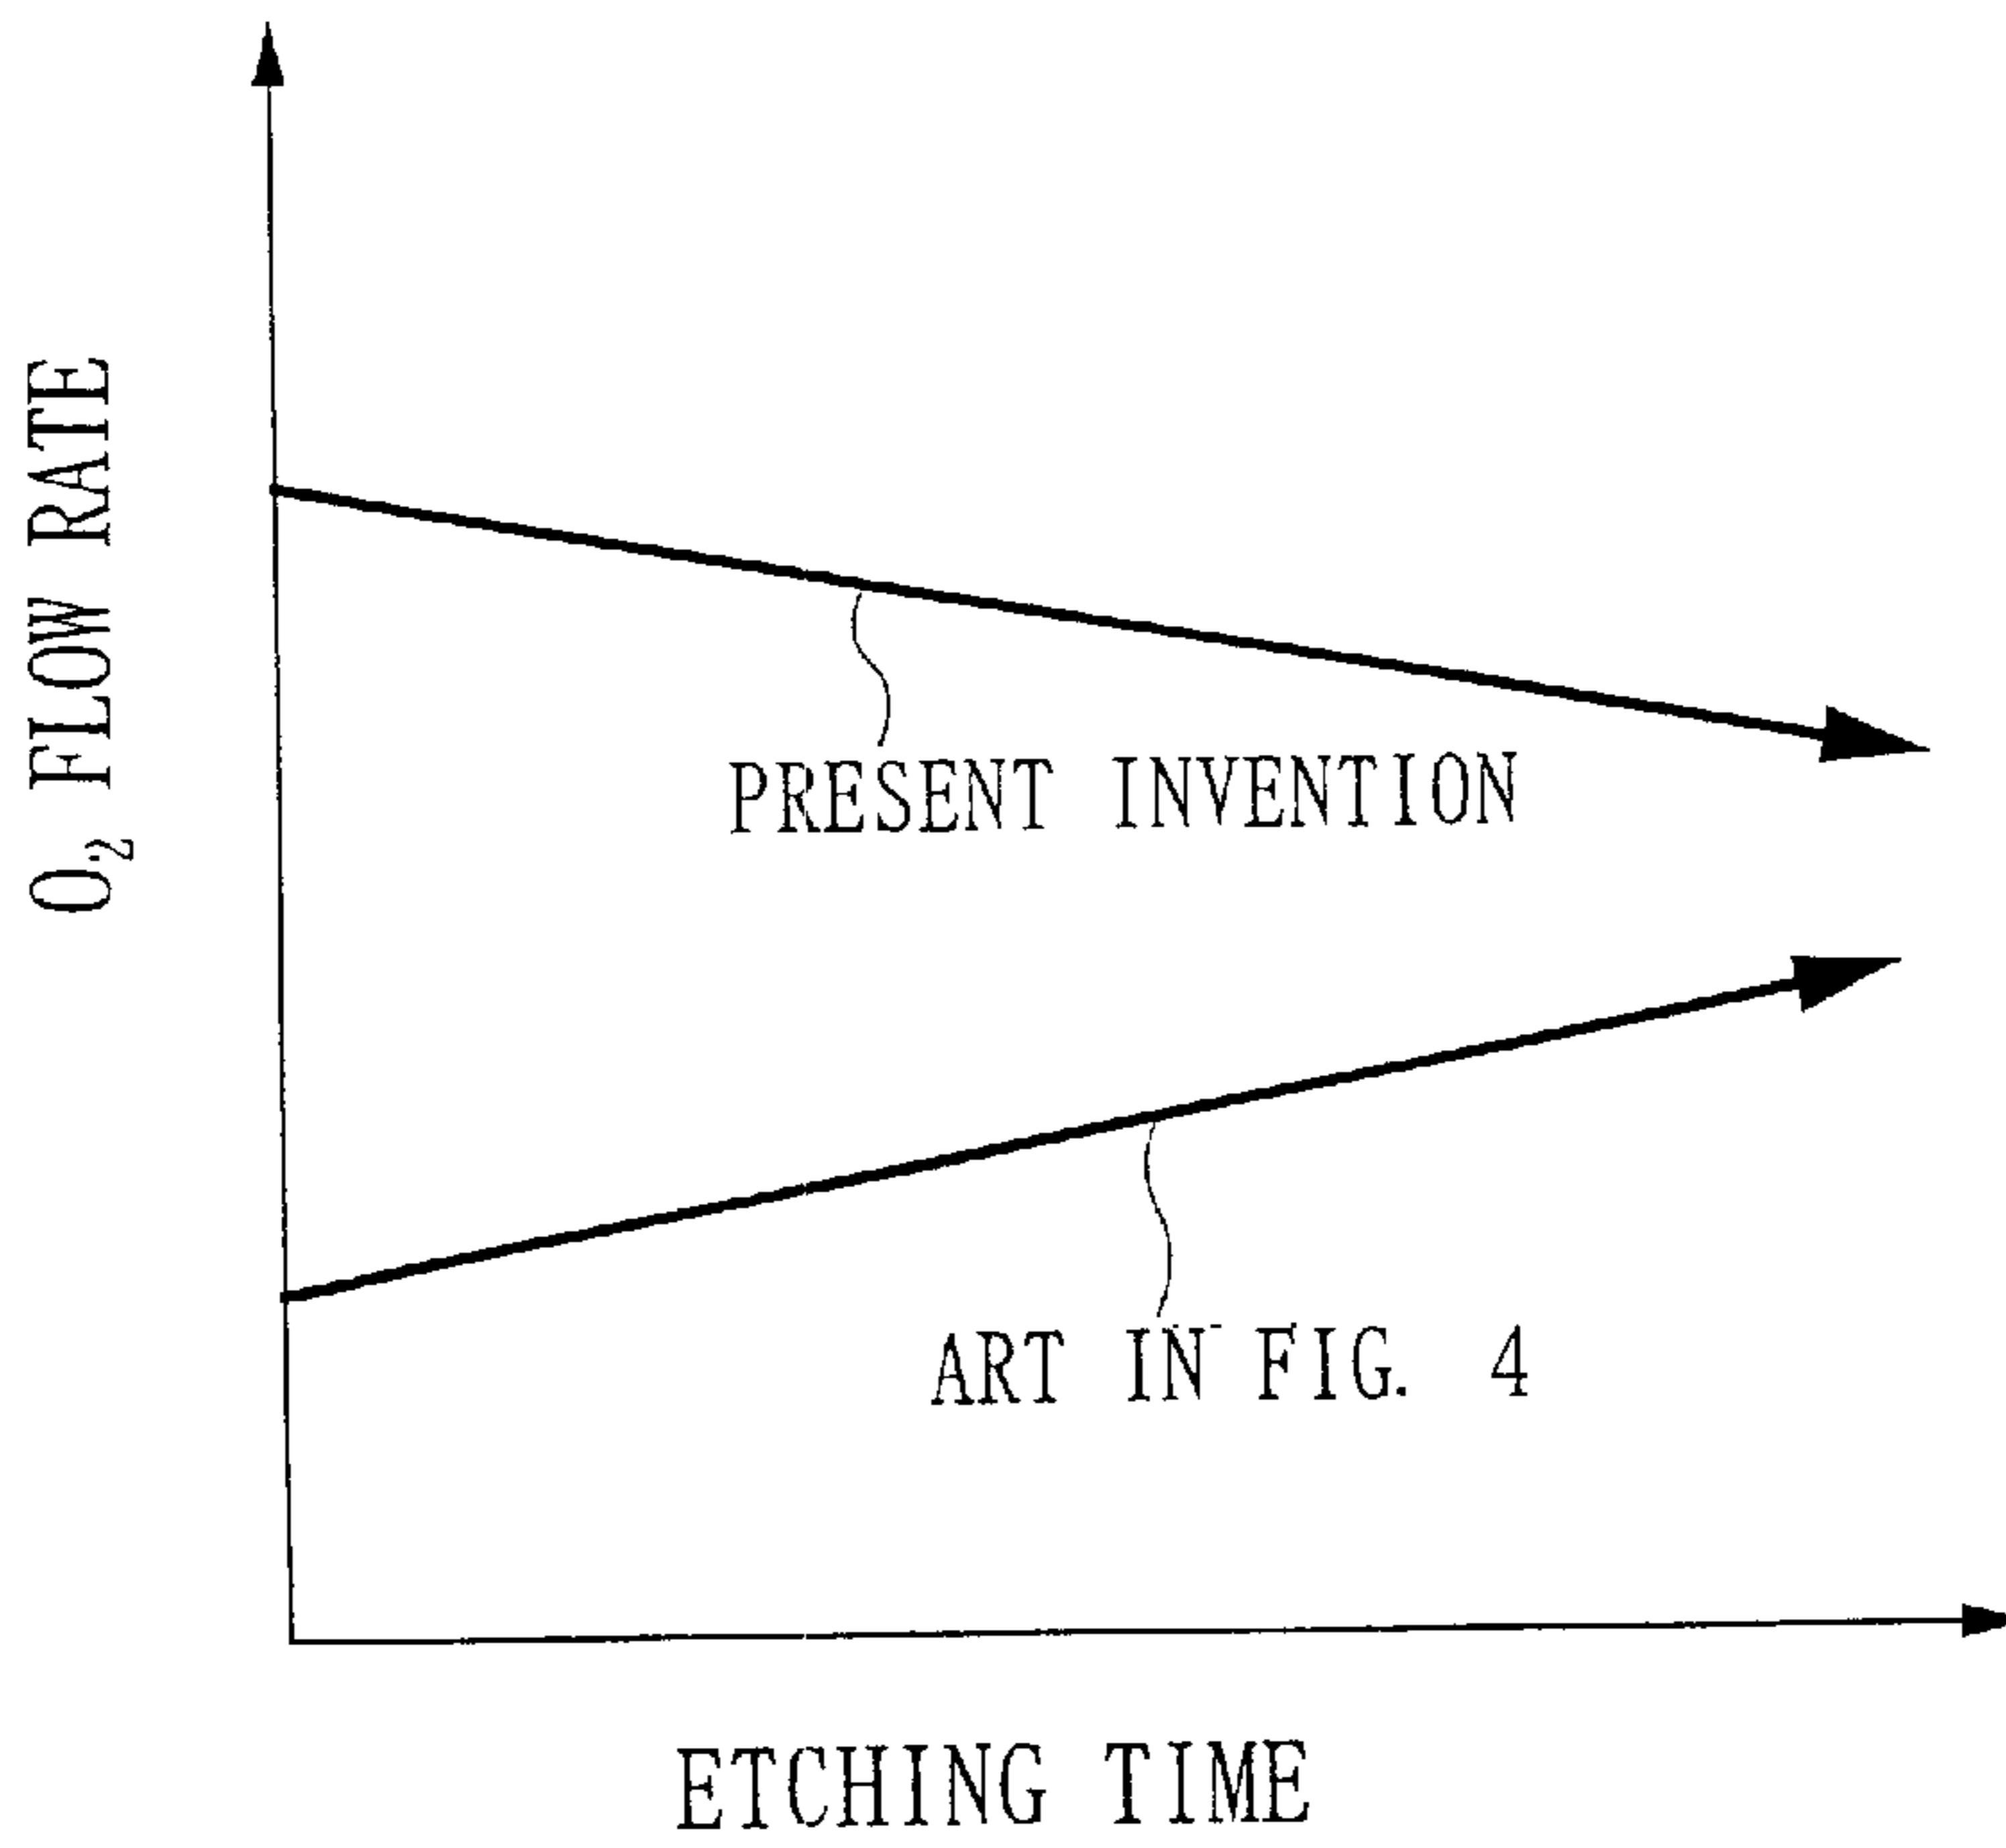 O₂ FLOW RATE
PRESENT INVENTION
ART IN FIG. 4
ETCHING TIME